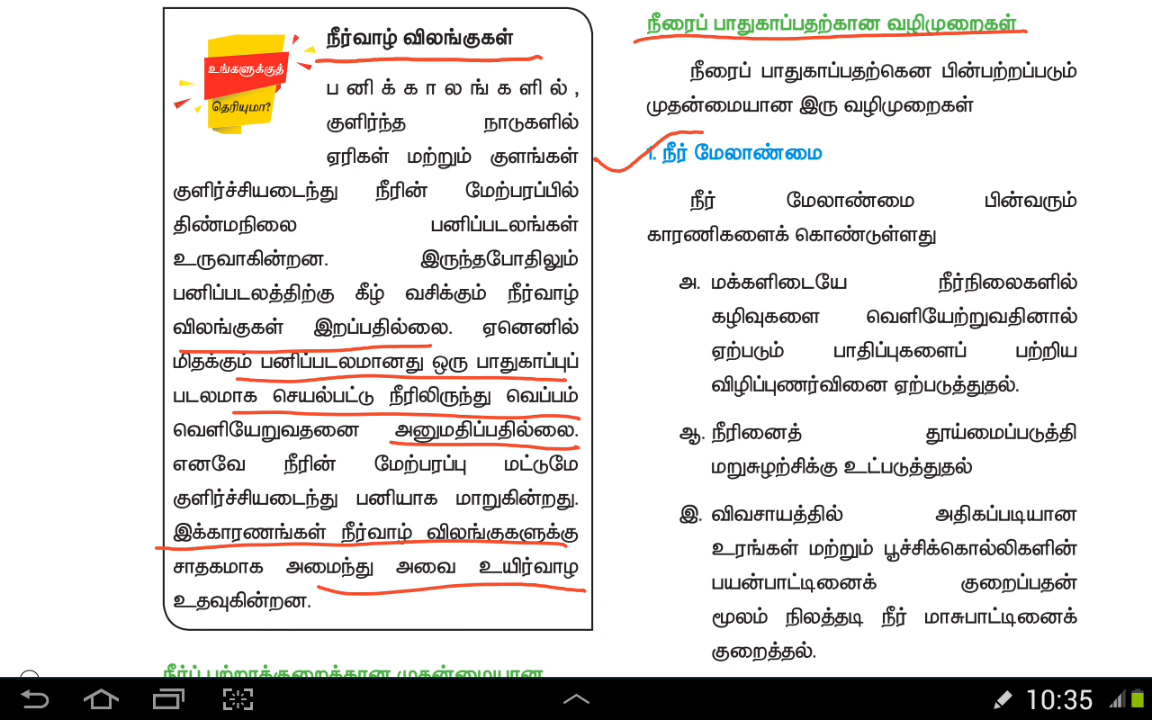 உங்களுக்குத்
தெரியுமா?
நீர்வாழ் விலங்குகள்
பனிக்காலங்களில்,
குளிர்ந்த நாடுகளில்
ஏரிகள் மற்றும் குளங்கள்
குளிர்ச்சியடைந்து நீரின் மேற்பரப்பில்
திண்மநிலை பனிப்படலங்கள்
உருவாகின்றன. இருந்தபோதிலும்
பனிப்படலத்திற்கு கீழ் வசிக்கும் நீர்வாழ்
விலங்குகள் இறப்பதில்லை. ஏனெனில்
மிதக்கும் பனிப்படலமானது ஒரு பாதுகாப்புப்
படலமாக செயல்பட்டு நீரிலிருந்து வெப்பம்
வெளியேறுவதனை அனுமதிப்பதில்லை.
எனவே நீரின் மேற்பரப்பு மட்டுமே
குளிர்ச்சியடைந்து பனியாக மாறுகின்றது.
இக்காரணங்கள் நீர்வாழ் விலங்குகளுக்கு
சாதகமாக அமைந்து அவை உயிர்வாழ
உதவுகின்றன.
நீர்ப் பற்றாக்குறைக்கான முதன்மையான
நீரைப் பாதுகாப்பதற்கான வழிமுறைகள்
நீரைப் பாதுகாப்பதற்கென பின்பற்றப்படும்
முதன்மையான இரு வழிமுறைகள்
1. நீர் மேலாண்மை
நீர் மேலாண்மை பின்வரும்
காரணிகளைக் கொண்டுள்ளது
அ. மக்களிடையே நீர்நிலைகளில்
கழிவுகளை வெளியேற்றுவதினால்
ஏற்படும் பாதிப்புகளைப் பற்றிய
விழிப்புணர்வினை ஏற்படுத்துதல்.
ஆ. நீரினைத் தூய்மைப்படுத்தி
மறுசுழற்சிக்கு உட்படுத்துதல்
இ. விவசாயத்தில் அதிகப்படியான
உரங்கள் மற்றும் பூச்சிக்கொல்லிகளின்
பயன்பாட்டினைக் குறைப்பதன்
மூலம் நிலத்தடி நீர் மாசுபாட்டினைக்
குறைத்தல்.
10:35